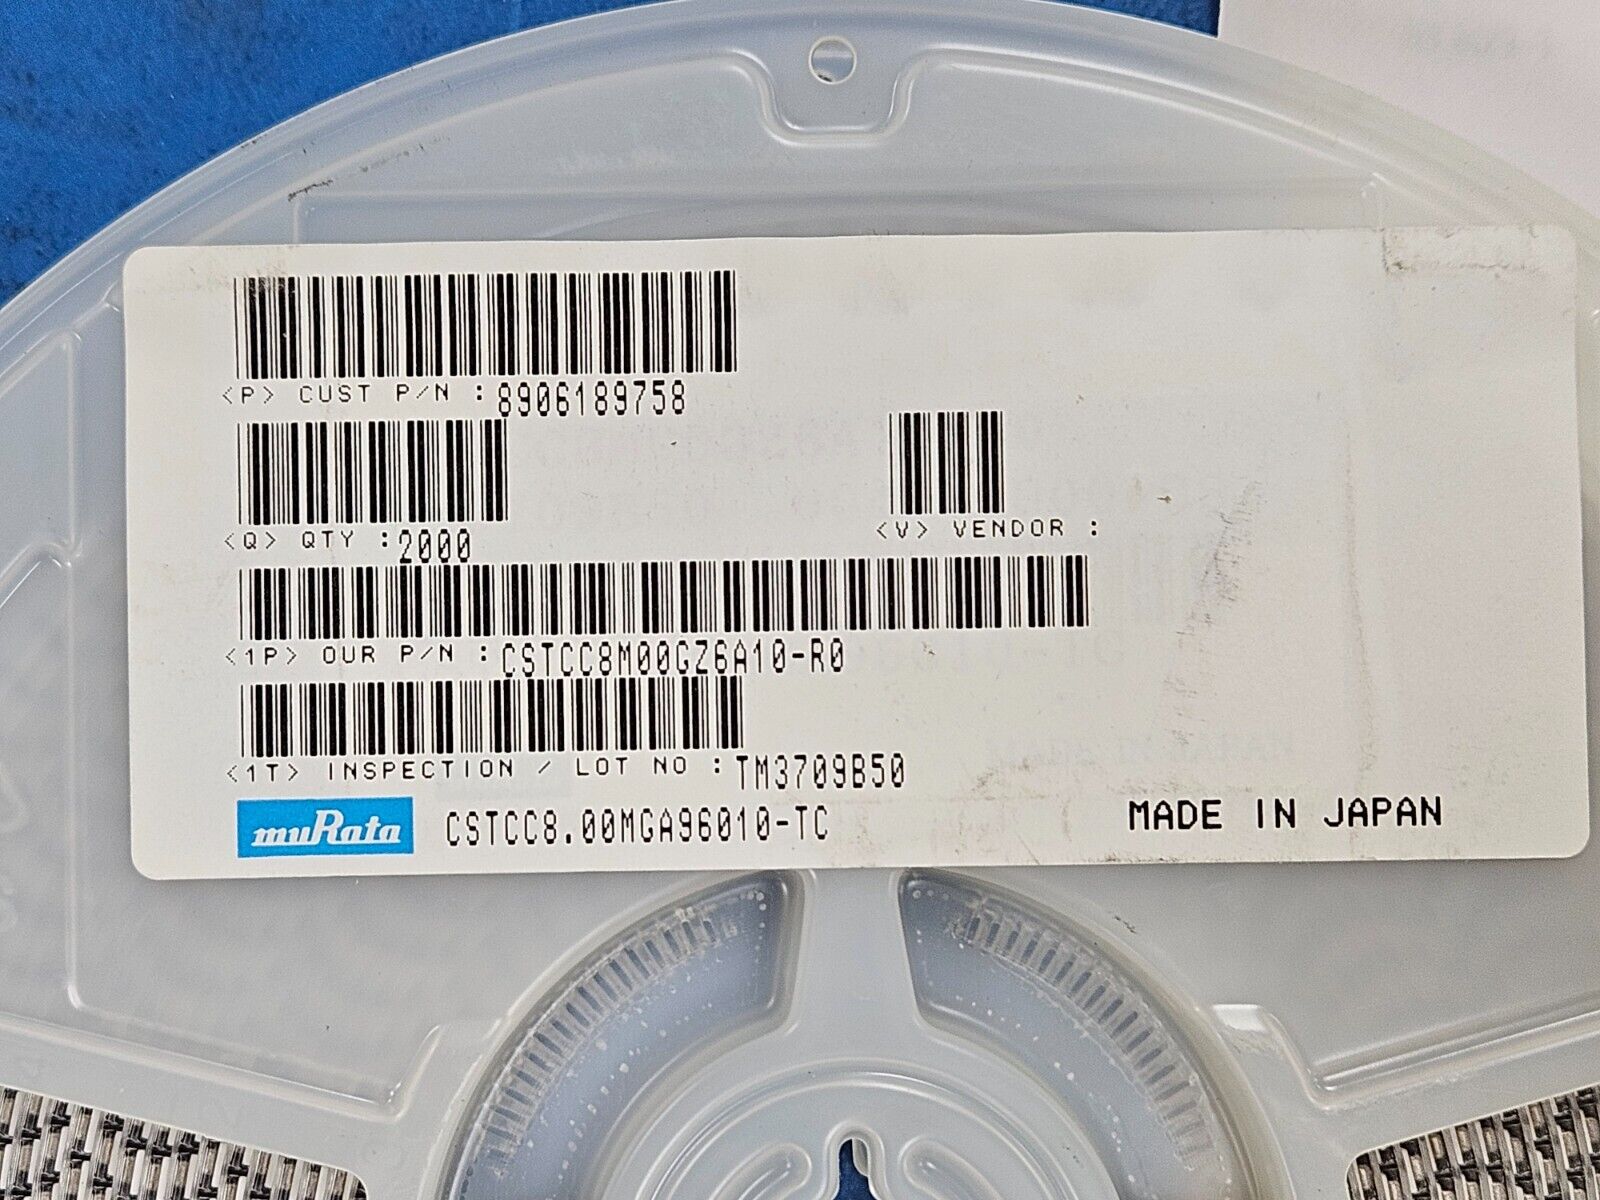 <P> CUST P/N : 8906189758
<Q> QTY : 2000
<V> VENDOR :
<1P> OUR P/N : CSTCC8M00GZ6A10-R0
<1T> INSPECTION / LOT NO : TM3709B50
muRata CSTCC8.00MGA96010-TC
MADE IN JAPAN